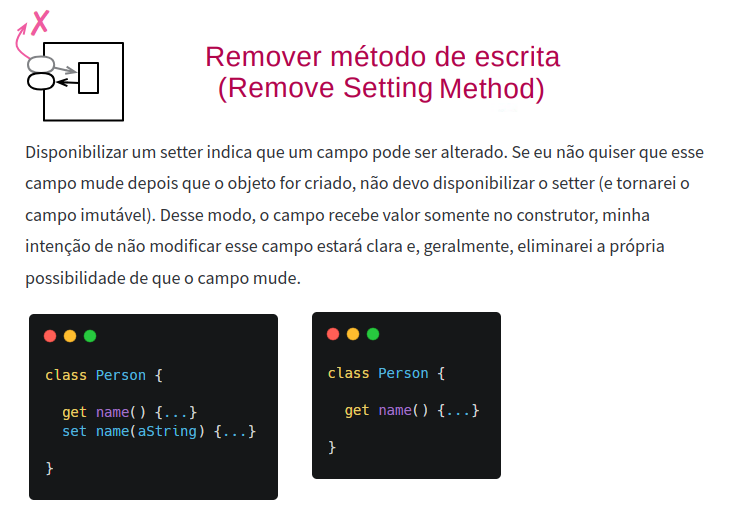 Remover método de escrita
(Remove Setting Method)
Disponibilizar um setter indica que um campo pode ser alterado. Se eu não quiser que esse
campo mude depois que o objeto for criado, não devo disponibilizar o setter (e tornarei o
campo imutável). Desse modo, o campo recebe valor somente no construtor, minha
intenção de não modificar esse campo estará clara e, geralmente, eliminarei a própria
possibilidade de que o campo mude.
class Person {
get name() {...}
set name(aString) {...}
}
class Person {
get name() {...}
}